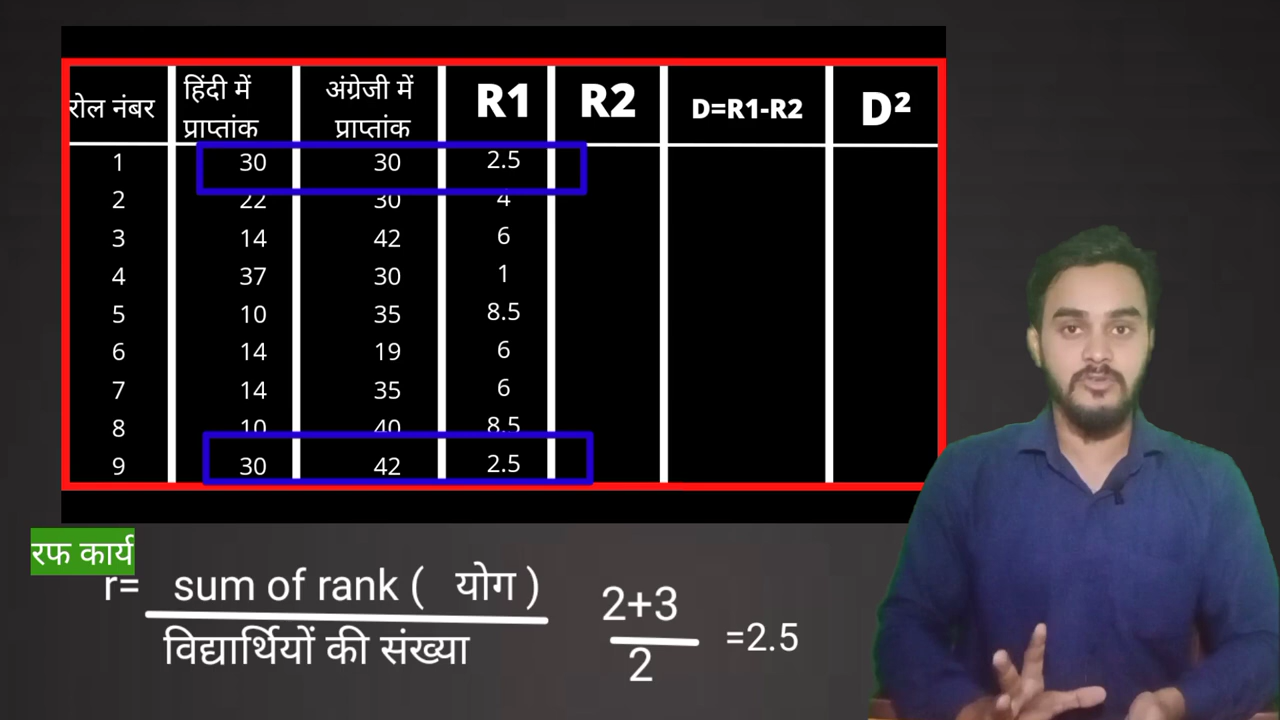 रोल नंबर हिंदी में प्राप्तांक अंग्रेजी में प्राप्तांक R1 R2 D=R1-R2 D²
1 30 30 2.5
2 22 30 4
3 14 42 6
4 37 30 1
5 10 35 8.5
6 14 19 6
7 14 35 6
8 10 40 8.5
9 30 42 2.5
रफ कार्य
r= sum of rank ( योग )
विद्यार्थियों की संख्या
2+3
2
=2.5